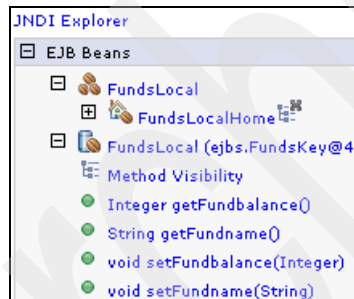 JNDI Explorer
EJB Beans
FundsLocal
FundsLocalHome
FundsLocal (ejbs.FundsKey@4
Method Visibility
Integer getFundbalance()
String getFundname()
void setFundbalance(Integer)
void setFundname(String)